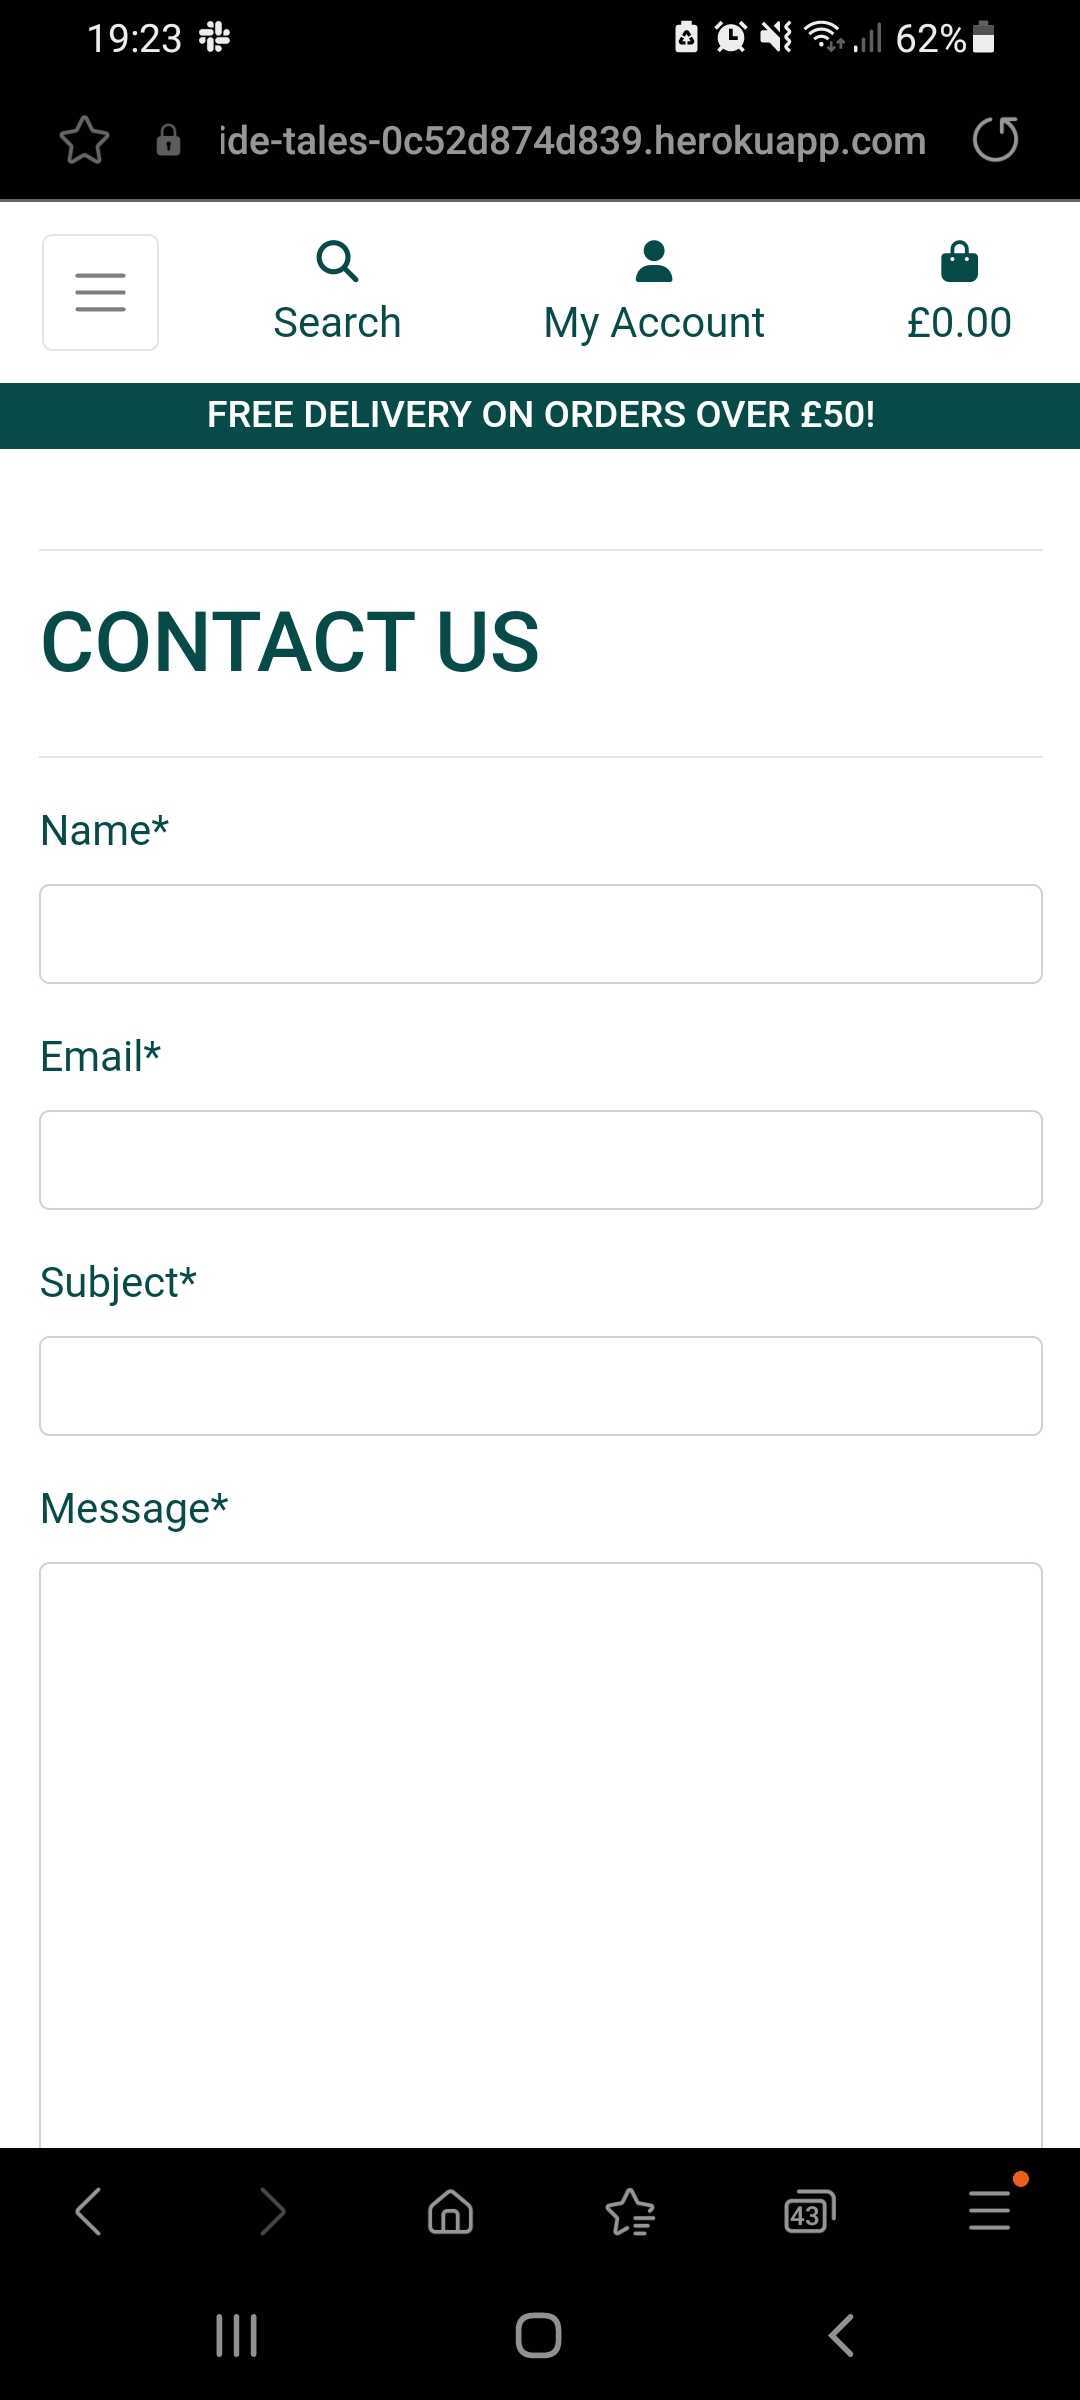 19:23
62%
ide-tales-0c52d874d839.herokuapp.com
Search
My Account
£0.00
FREE DELIVERY ON ORDERS OVER £50!
CONTACT US
Name*
Email*
Subject*
Message*
43